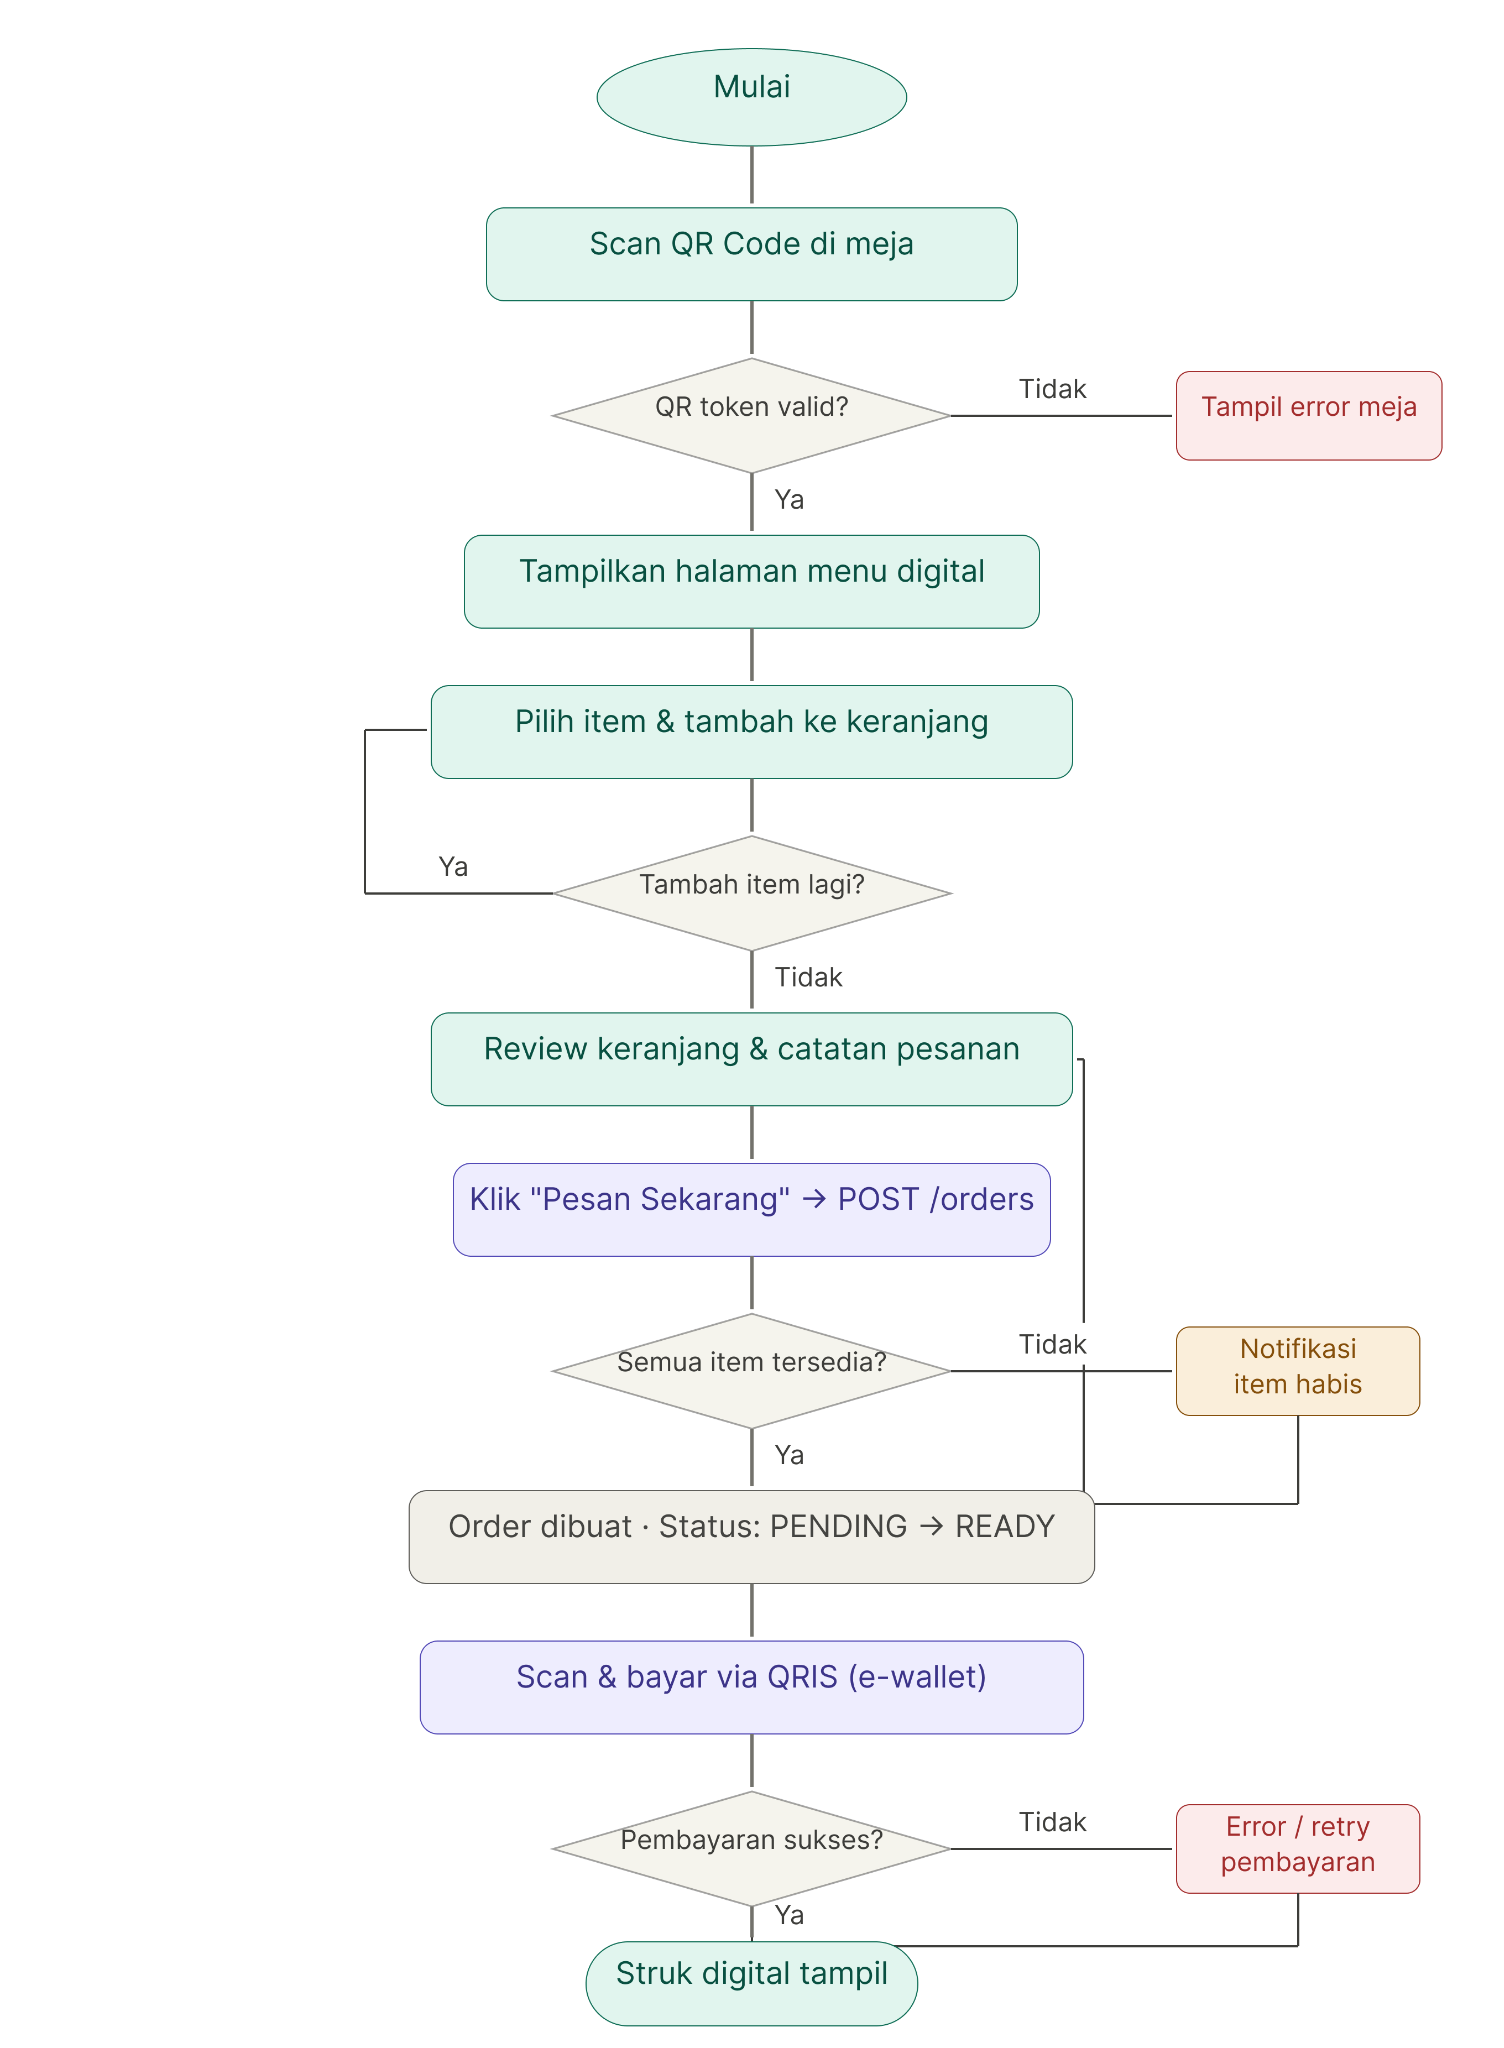 Mulai
Scan QR Code di meja
QR token valid?
Tidak
Tampil error meja
Ya
Tampilkan halaman menu digital
Pilih item & tambah ke keranjang
Ya
Tambah item lagi?
Tidak
Review keranjang & catatan pesanan
Klik "Pesan Sekarang" → POST /orders
Semua item tersedia?
Tidak
Notifikasi
item habis
Ya
Order dibuat · Status: PENDING → READY
Scan & bayar via QRIS (e-wallet)
Pembayaran sukses?
Tidak
Error / retry
pembayaran
Ya
Struk digital tampil